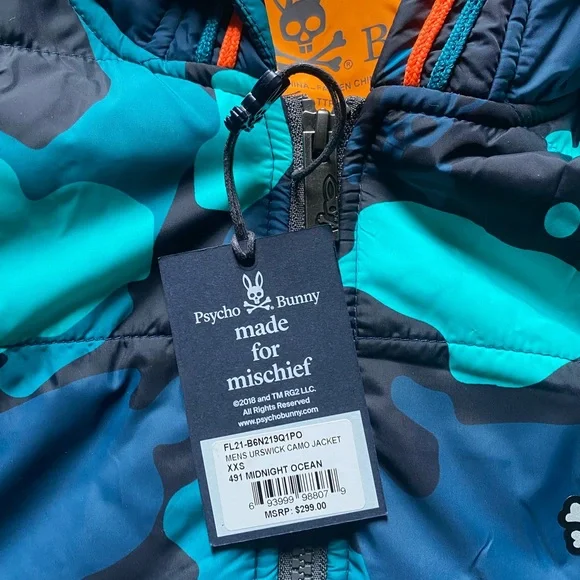 Psycho Bunny
made
for
mischief
©2018 and TM RG2 LLC.
All Rights Reserved
www.psychobunny.com
FL21-B6N219Q1PO
MENS URSWICK CAMO JACKET
XXS
491 MIDNIGHT OCEAN
6 93999 98807 9
MSRP: $299.00